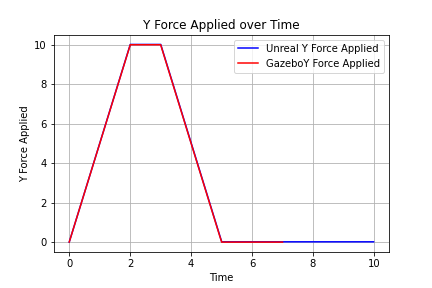 Y Force Applied over Time
Unreal Y Force Applied
GazeboY Force Applied
10
8
6
4
2
0
Y Force Applied
0 2 4 6 8 10
Time